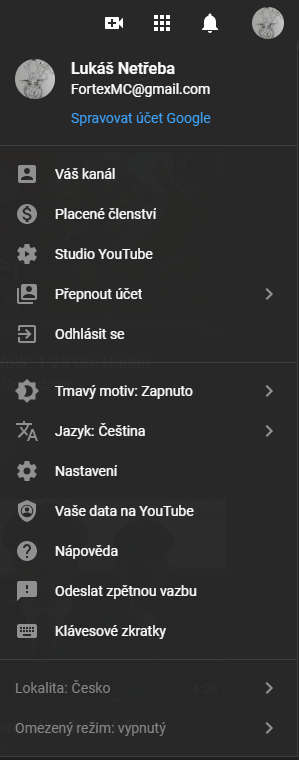 Lukáš Netřeba
FortexMC@gmail.com
Spravovat účet Google
Váš kanál
Placené členství
Studio YouTube
Přepnout účet
Odhlásit se
Tmavý motiv: Zapnuto
Jazyk: Čeština
Nastavení
Vaše data na YouTube
Nápověda
Odeslat zpětnou vazbu
Klávesové zkratky
Lokalita: Česko
Omezený režim: vypnutý